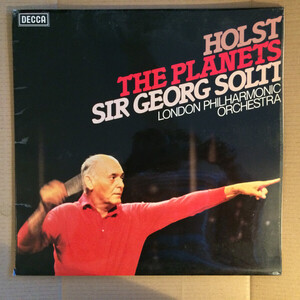 DECCA
HOLST
THE PLANETS
SIR GEORG SOLTI
LONDON PHILHARMONIC
ORCHESTRA